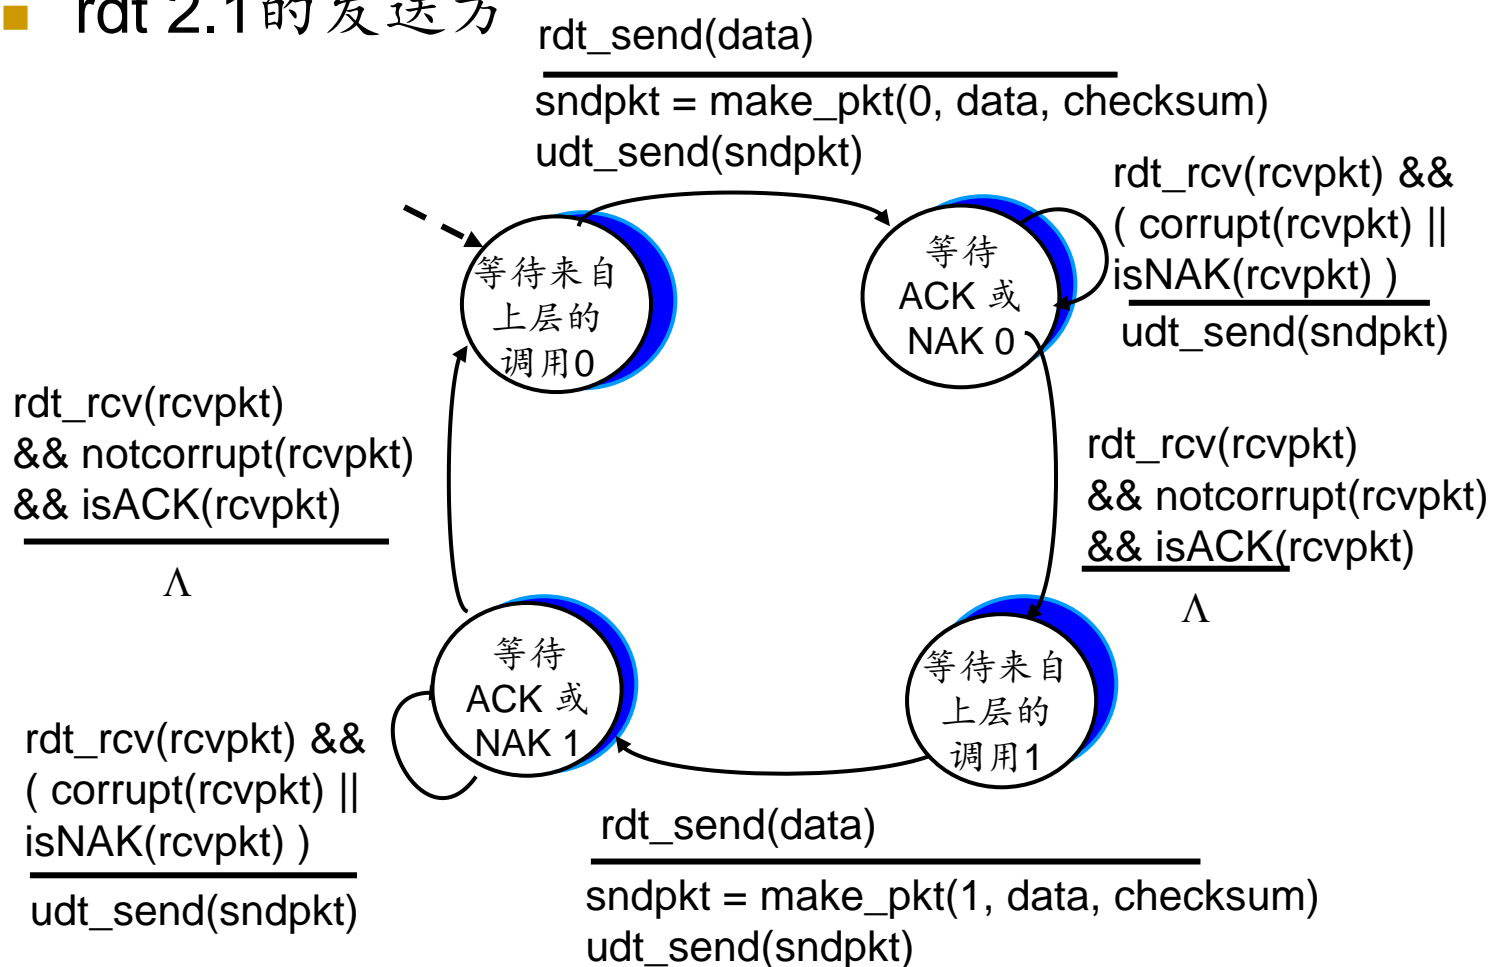 rdt 2.1的发送方
rdt_send(data)
sndpkt = make_pkt(0, data, checksum)
udt_send(sndpkt)
rdt_rcv(rcvpkt) &&
( corrupt(rcvpkt) ||
isNAK(rcvpkt) )
udt_send(sndpkt)
等待来自
上层的
调用0
等待
ACK 或
NAK 0
rdt_rcv(rcvpkt)
&& notcorrupt(rcvpkt)
&& isACK(rcvpkt)
Λ
rdt_rcv(rcvpkt)
&& notcorrupt(rcvpkt)
&& isACK(rcvpkt)
Λ
等待
ACK 或
NAK 1
等待来自
上层的
调用1
rdt_rcv(rcvpkt) &&
( corrupt(rcvpkt) ||
isNAK(rcvpkt) )
udt_send(sndpkt)
rdt_send(data)
sndpkt = make_pkt(1, data, checksum)
udt_send(sndpkt)